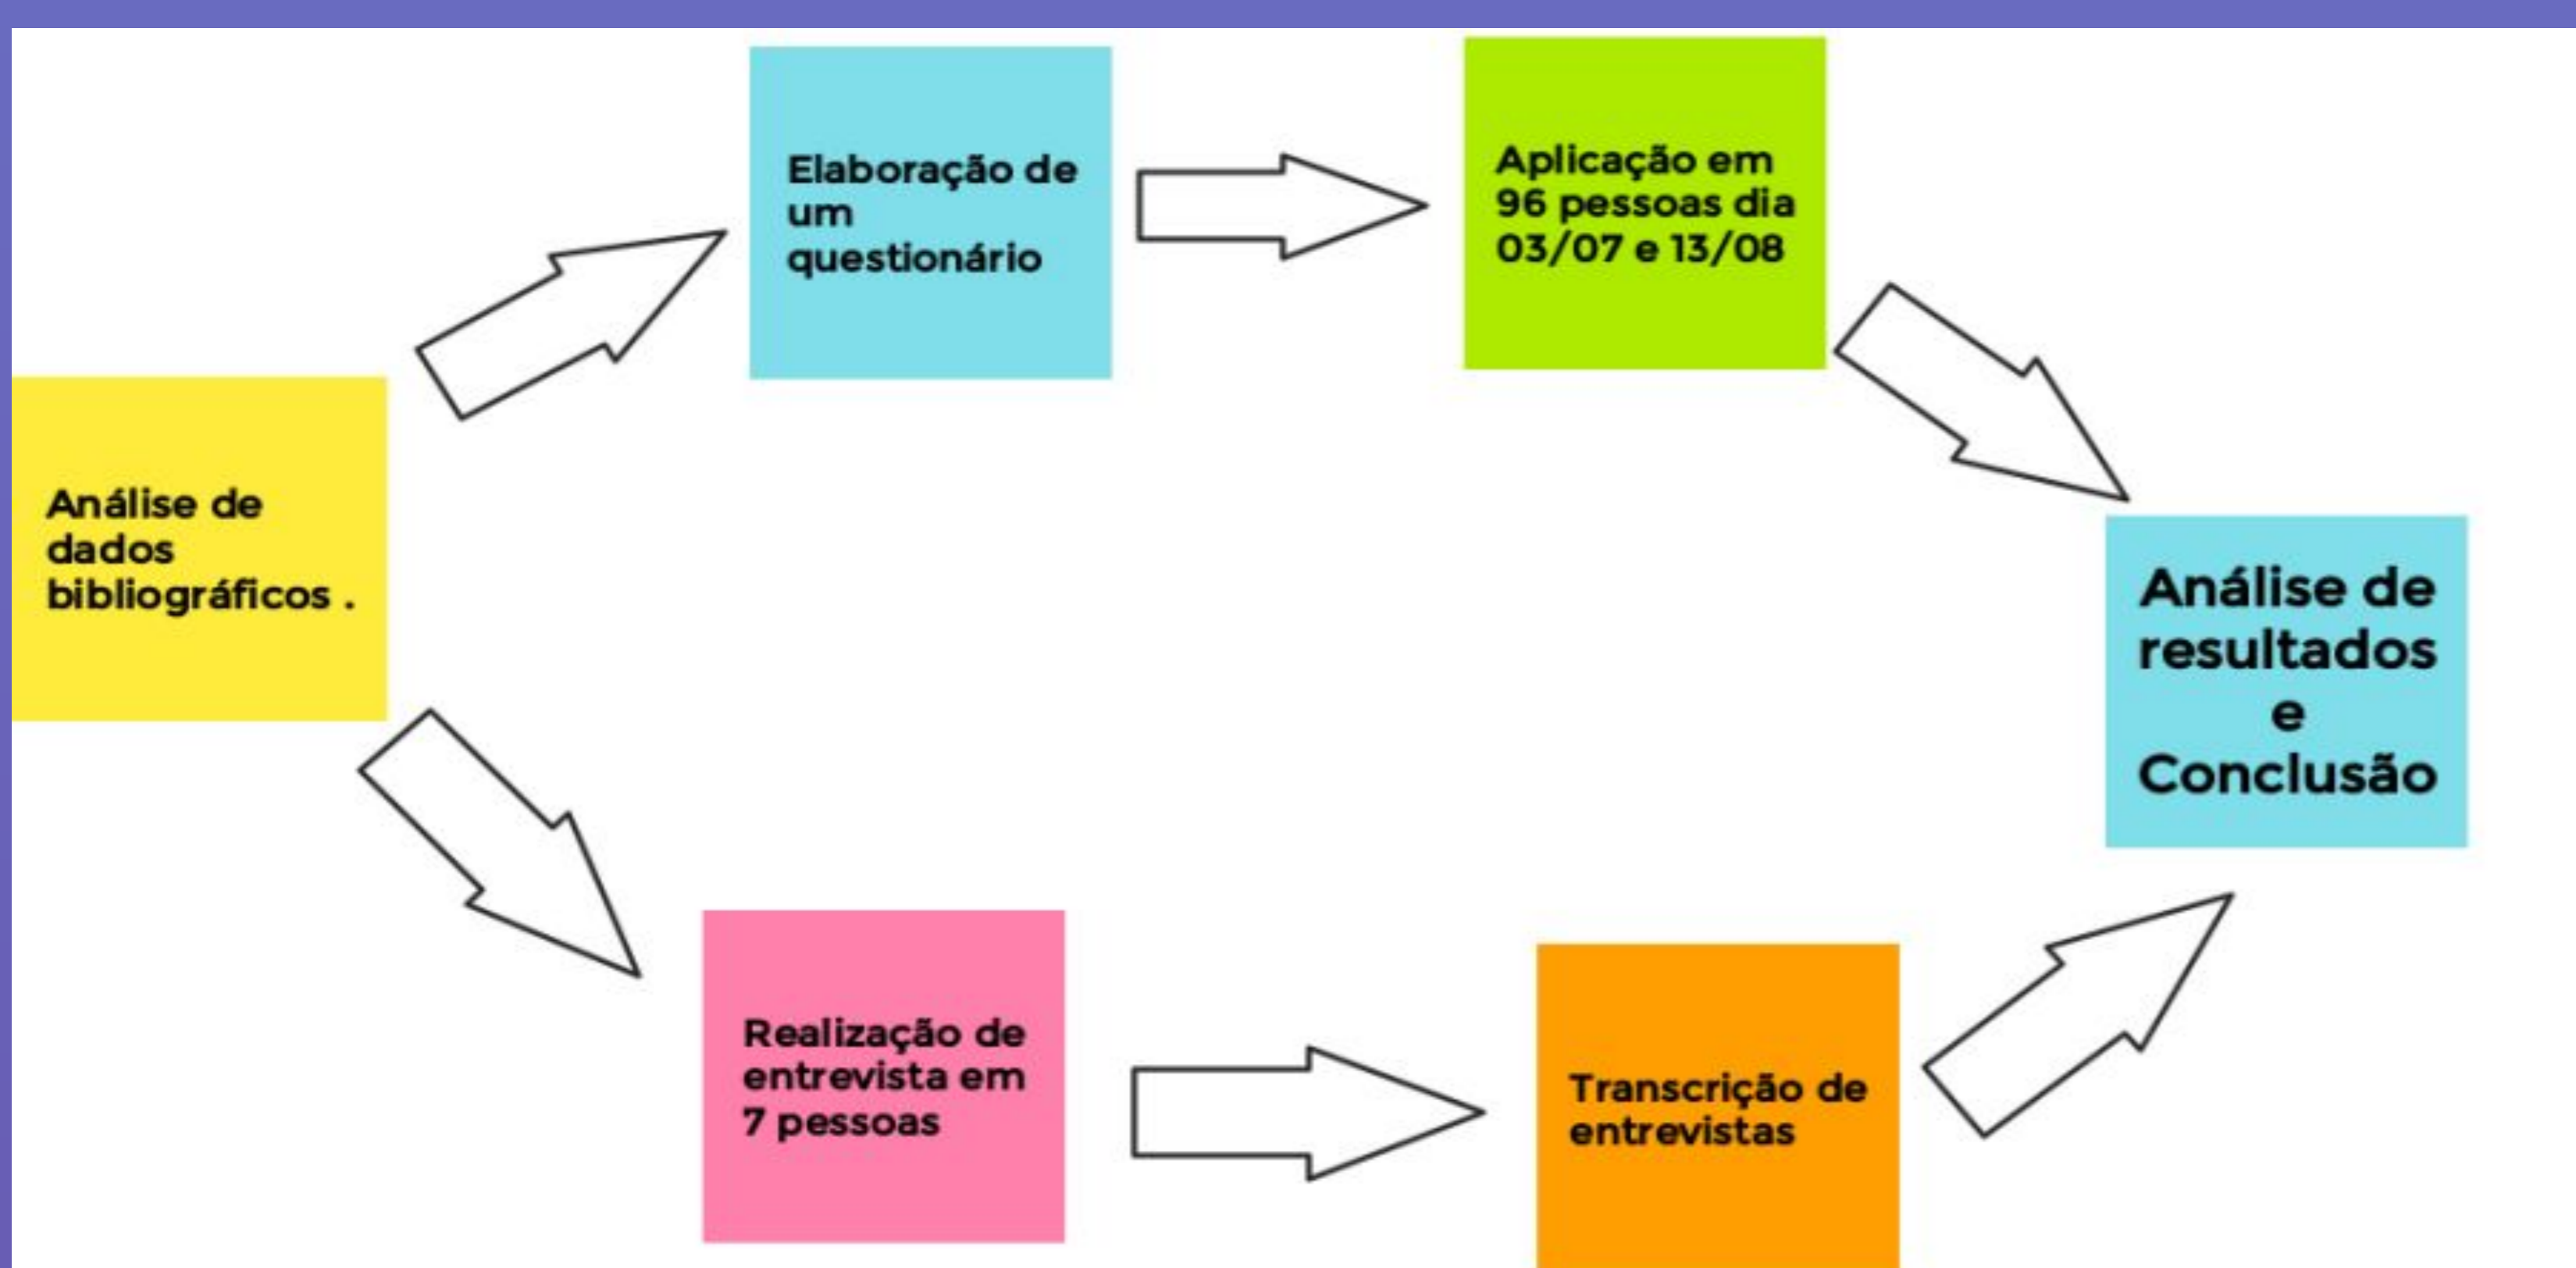 Análise de
dados
bibliográficos .
Elaboração de
um
questionário
Aplicação em
96 pessoas dia
03/07 e 13/08
Realização de
entrevista em
7 pessoas
Transcrição de
entrevistas
Análise de
resultados
e
Conclusão